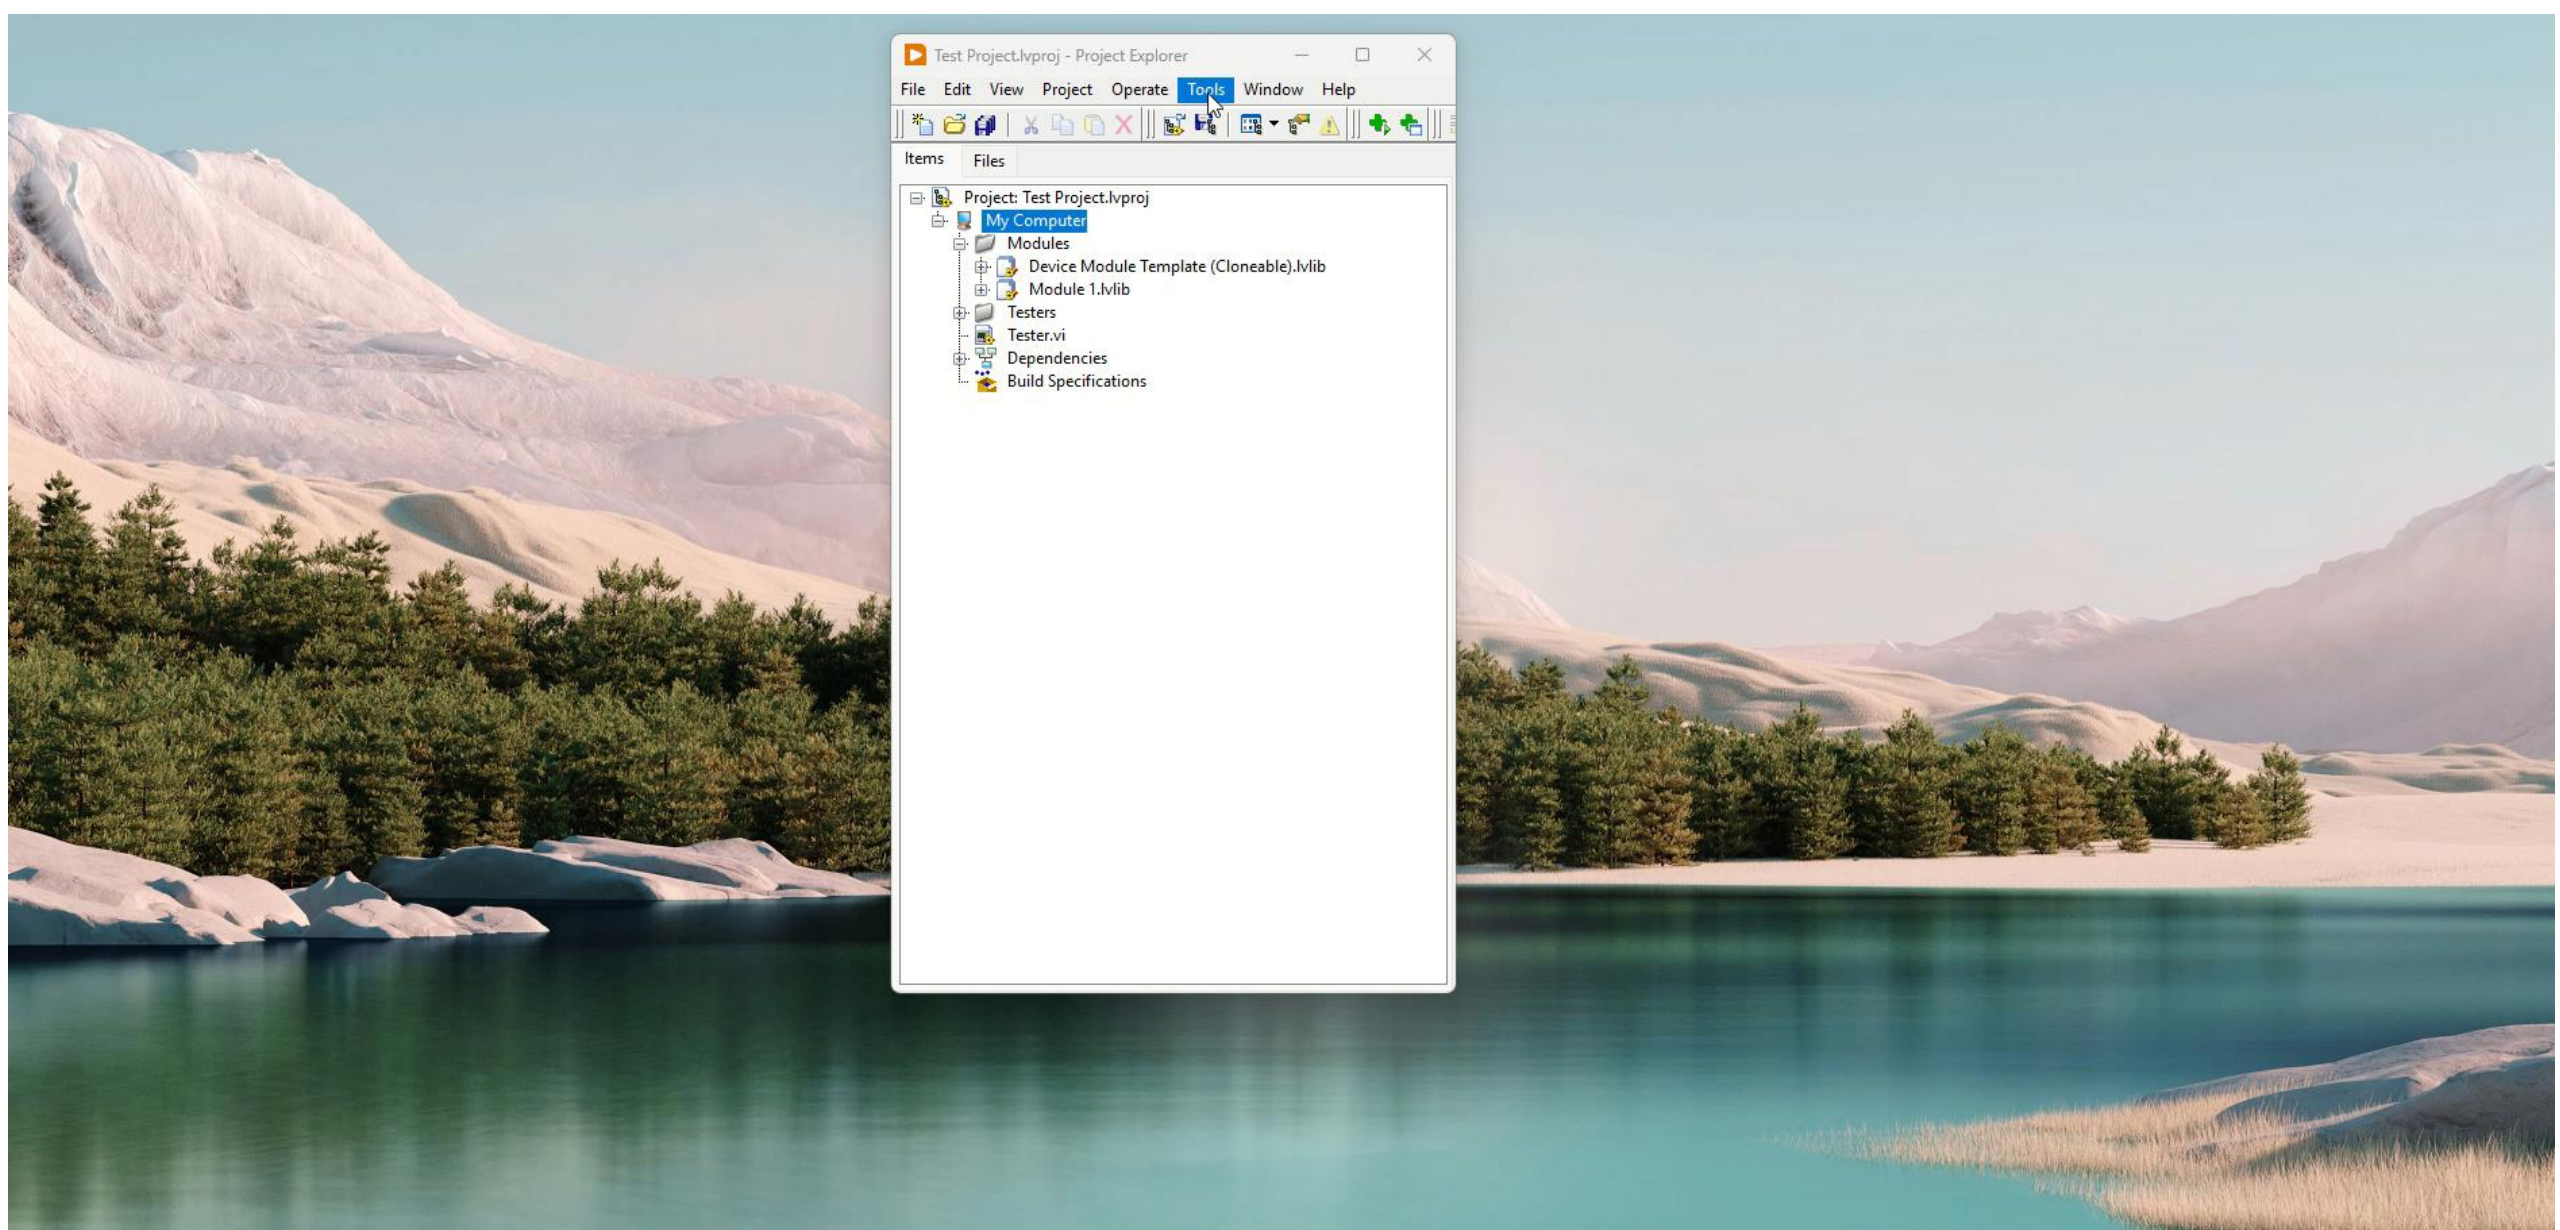 Test Project.lvproj - Project Explorer
File Edit View Project Operate Tools Window Help
Items Files
Project: Test Project.lvproj
My Computer
Modules
Device Module Template (Cloneable).lvlib
Module 1.lvlib
Testers
Tester.vi
Dependencies
Build Specifications